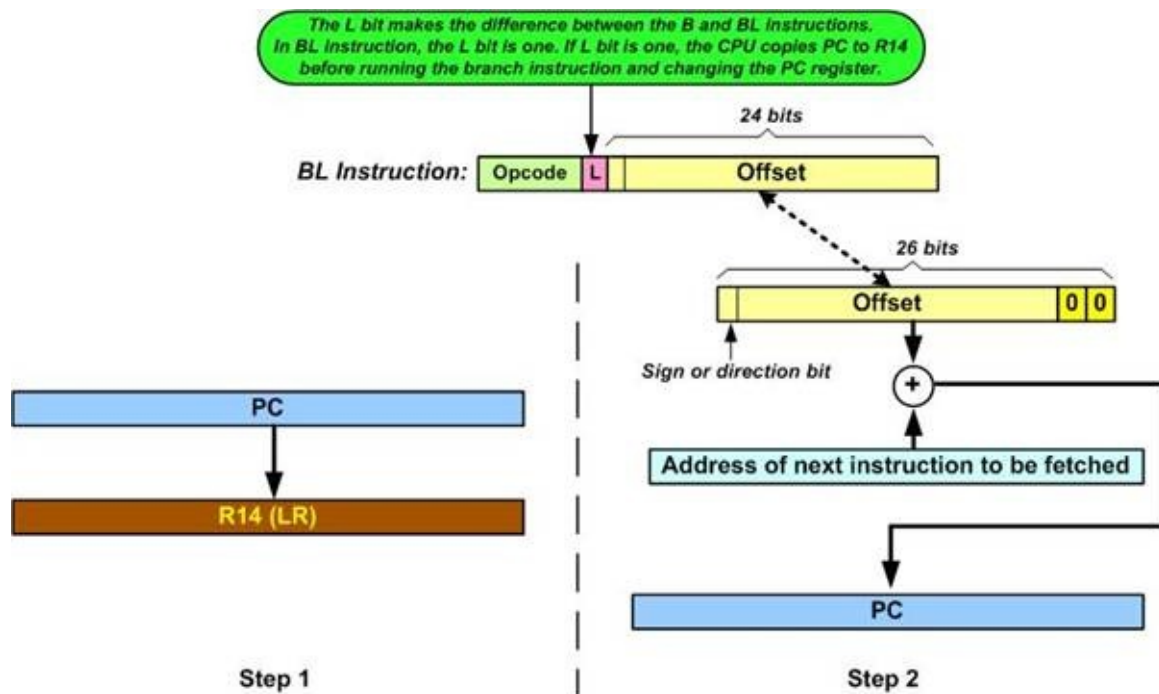 The L bit makes the difference between the B and BL Instructions.
In BL Instruction, the L bit is one. If L bit is one, the CPU copies PC to R14
before running the branch instruction and changing the PC register.
24 bits
BL Instruction:
Opcode
L
Offset
26 bits
Offset
0
0
Sign or direction bit
+
PC
Address of next instruction to be fetched
R14 (LR)
PC
Step 1
Step 2